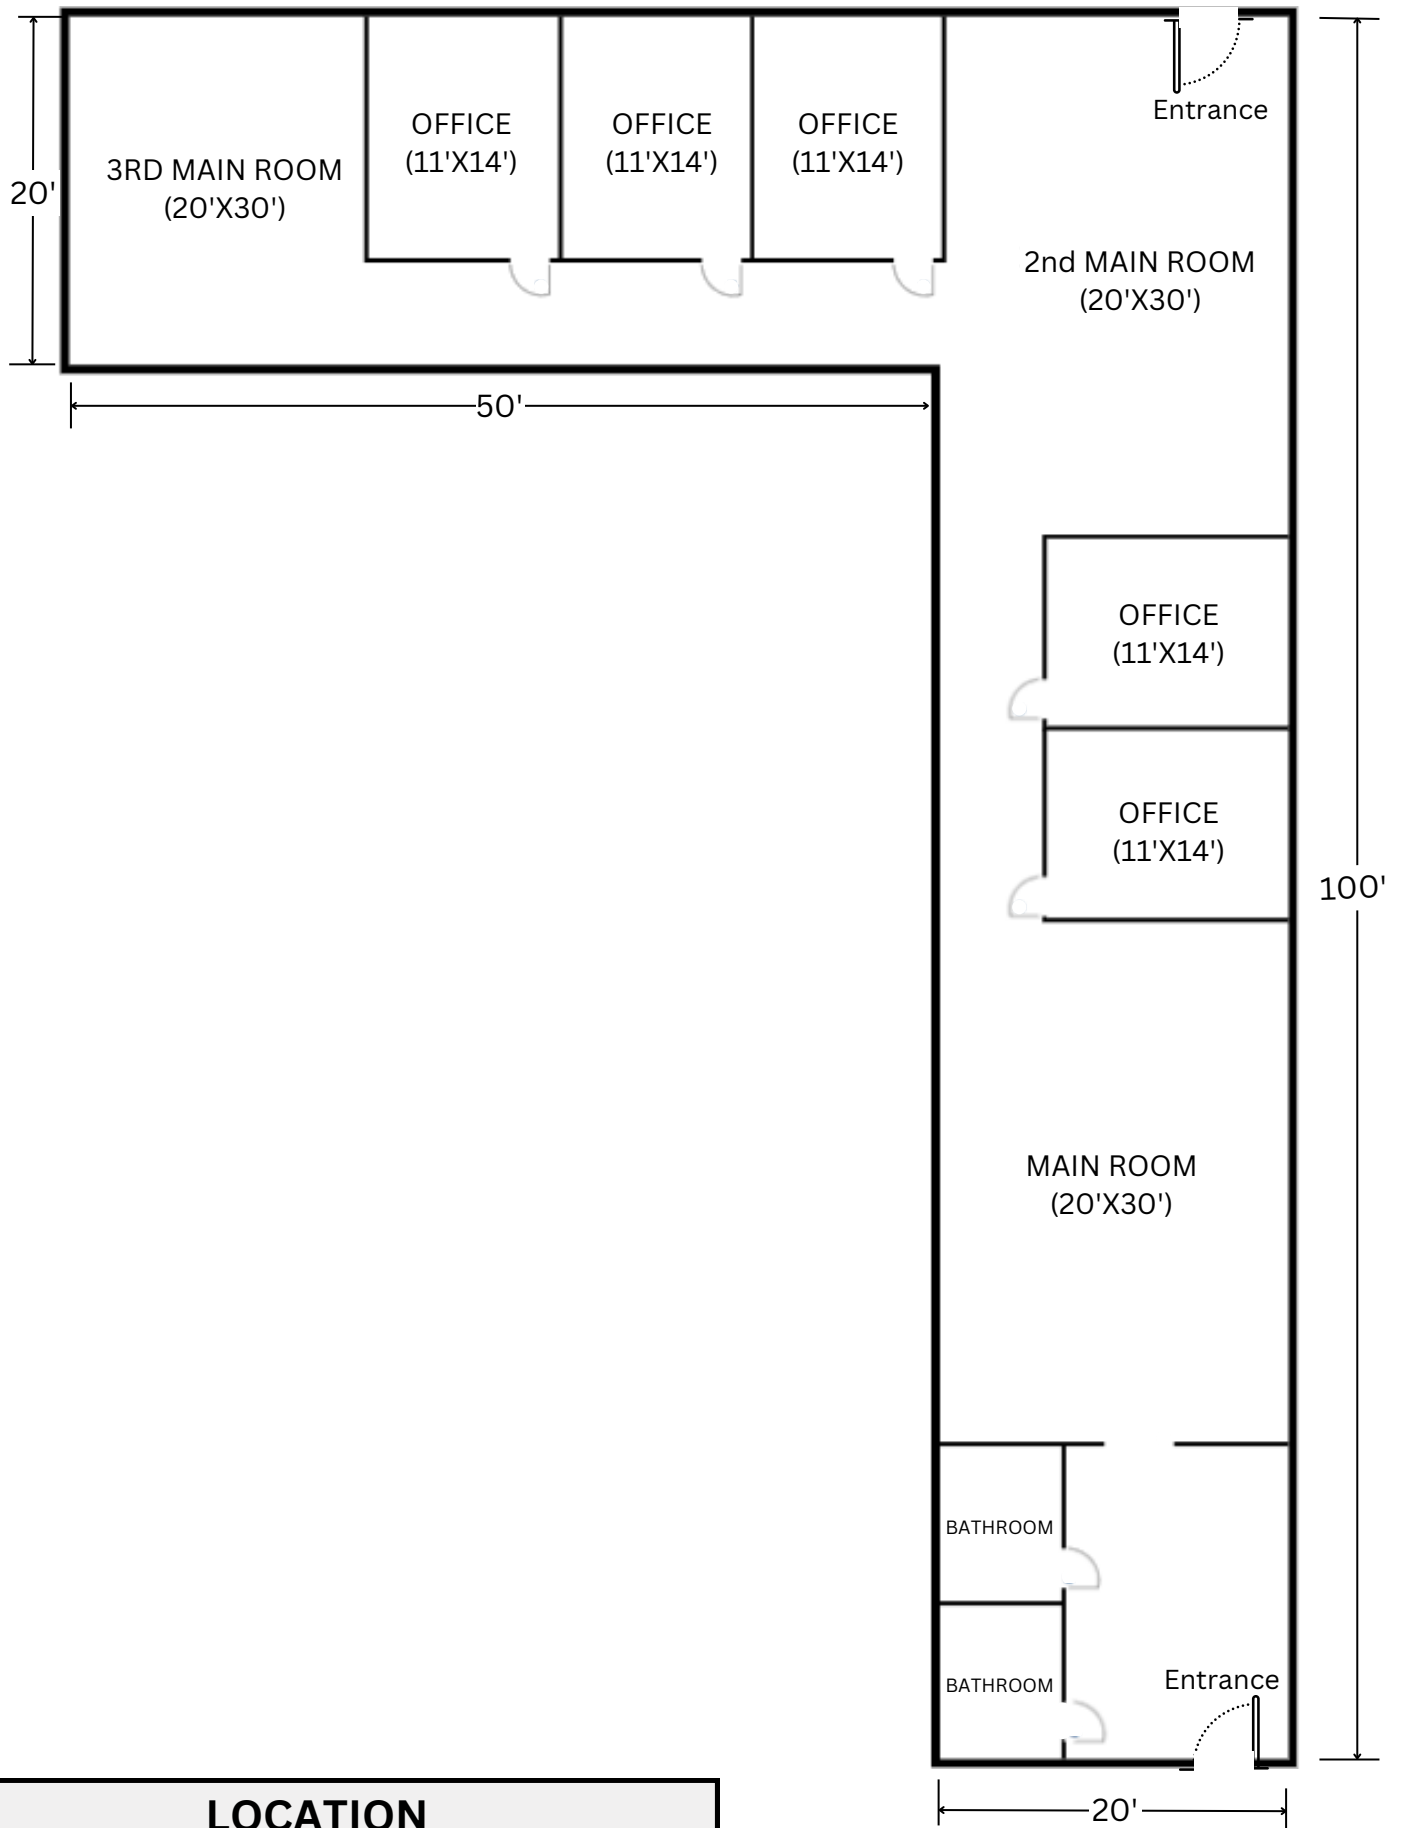 Entrance
OFFICE
(11'X14')
OFFICE
(11'X14')
OFFICE
(11'X14')
3RD MAIN ROOM
(20'X30')
20'
2nd MAIN ROOM
(20'X30')
50'
OFFICE
(11'X14')
OFFICE
(11'X14')
100'
MAIN ROOM
(20'X30')
BATHROOM
BATHROOM
Entrance
20'
LOCATION